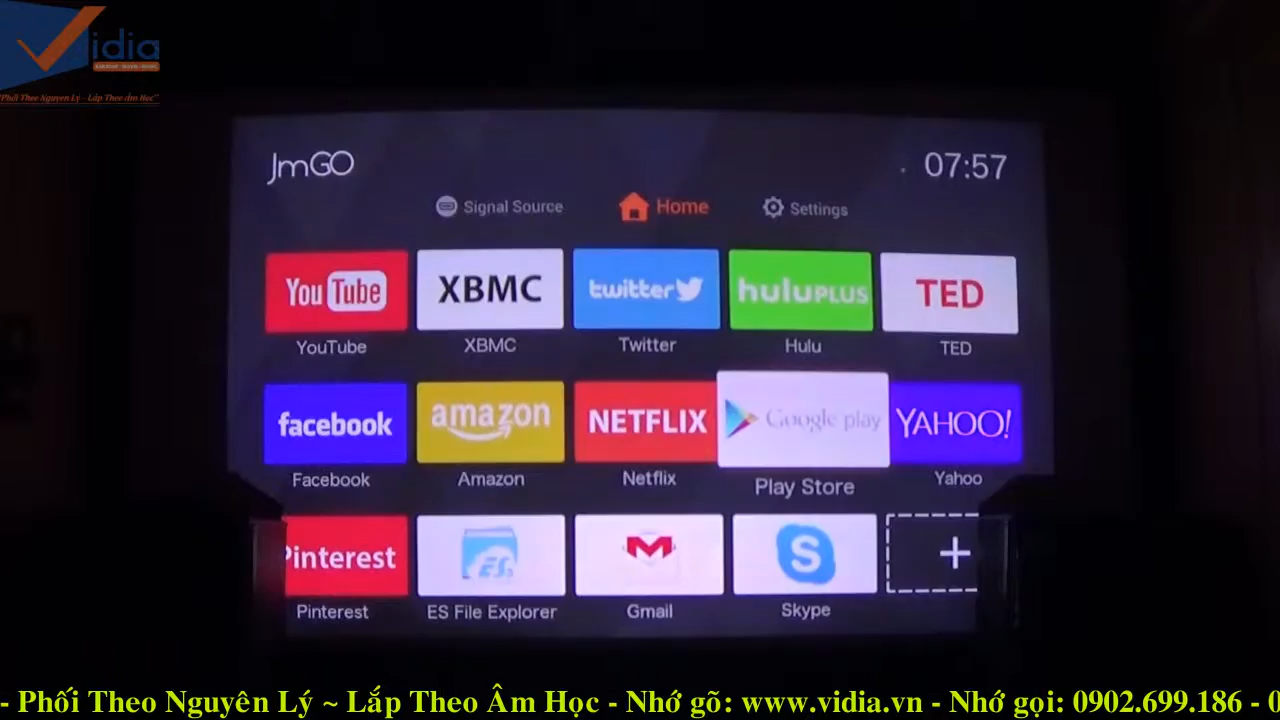 Vidia
"Phối Theo Nguyên Lý - Lắp Theo Âm Học"
JmGO
07:57
Signal Source
Home
Settings
YouTube
XBMC
twitter
huluPLUS
TED
YouTube
XBMC
Twitter
Hulu
TED
facebook
amazon
NETFLIX
Google play
YAHOO!
Facebook
Amazon
Netflix
Play Store
Yahoo
Pinterest
ES
M
S
+
Pinterest
ES File Explorer
Gmail
Skype
- Phối Theo Nguyên Lý ~ Lắp Theo Âm Học - Nhớ gõ: www.vidia.vn - Nhớ gọi: 0902.699.186 - 0